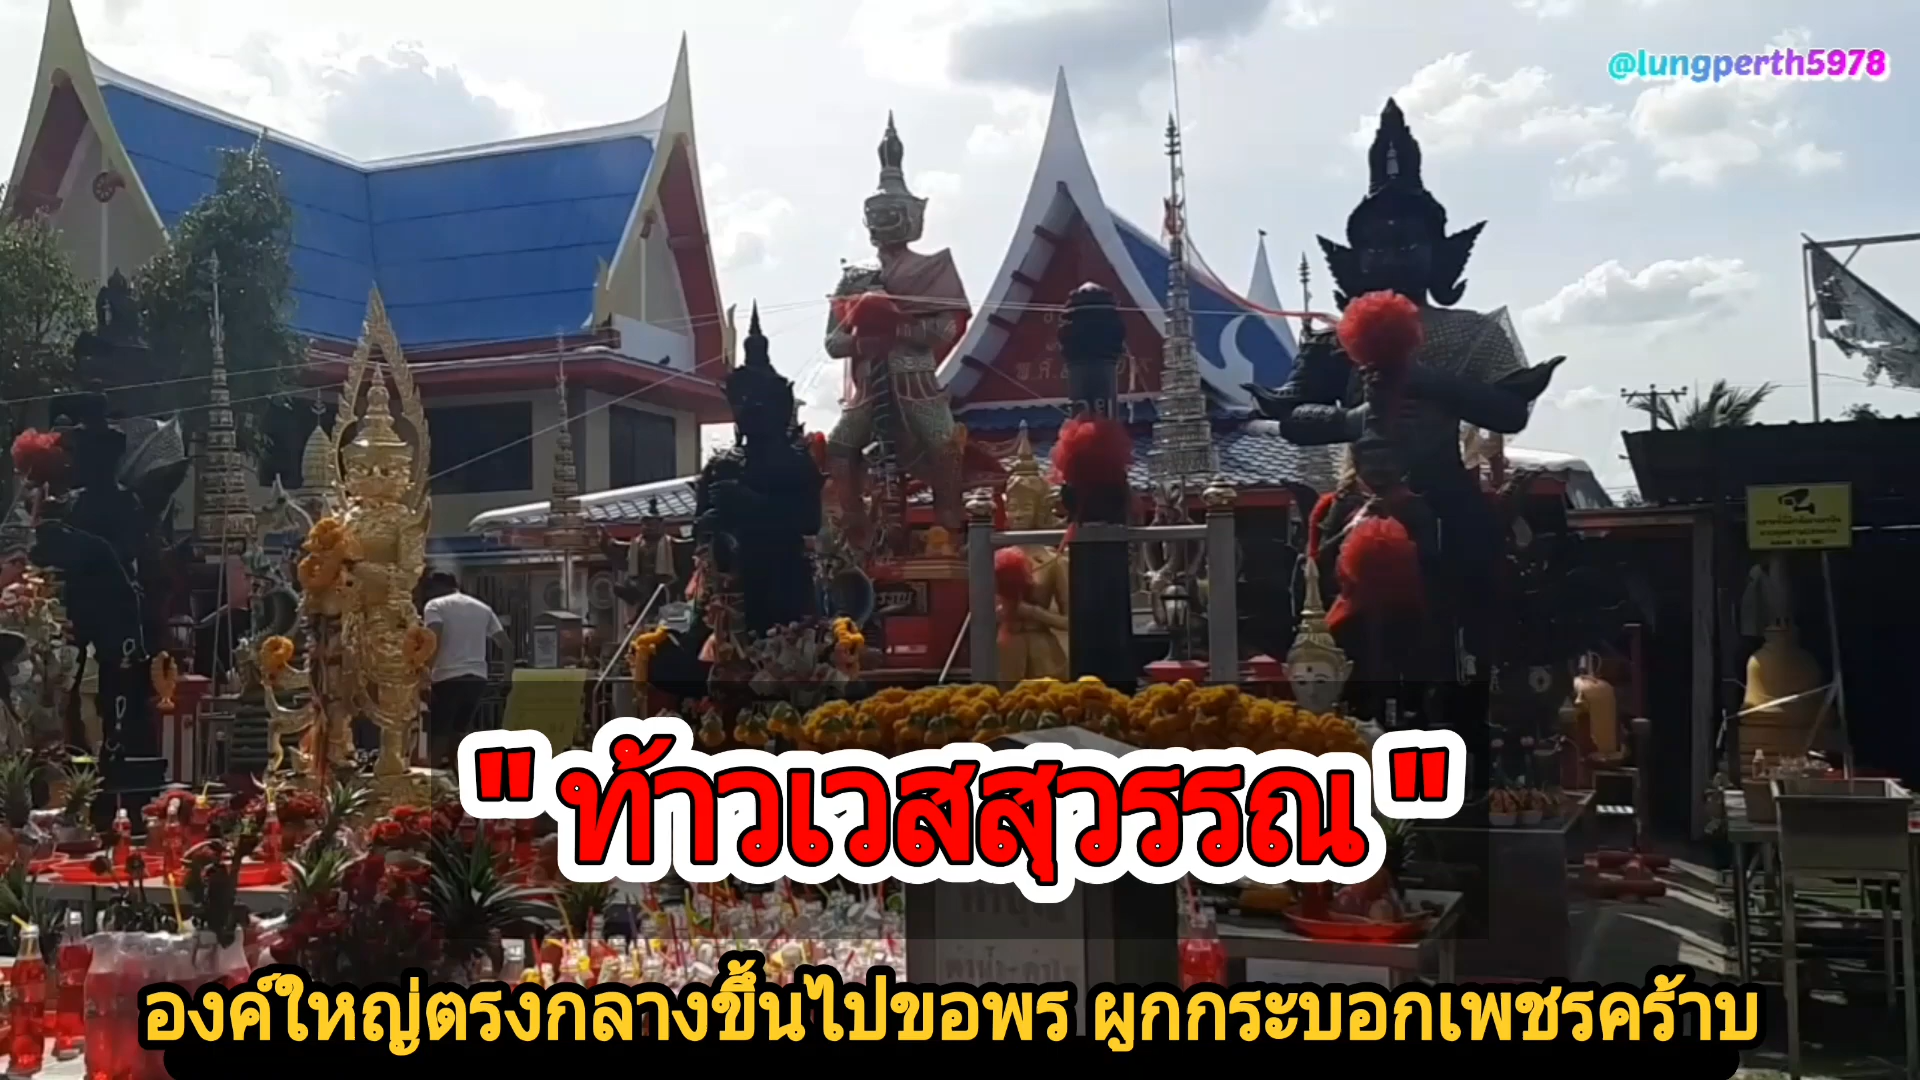 @lungperth5978
" ท้าวเวสสุวรรณ "
องค์ใหญ่ตรงกลางขึ้นไปขอพร ผูกกระบอกเพชรคร้าบ